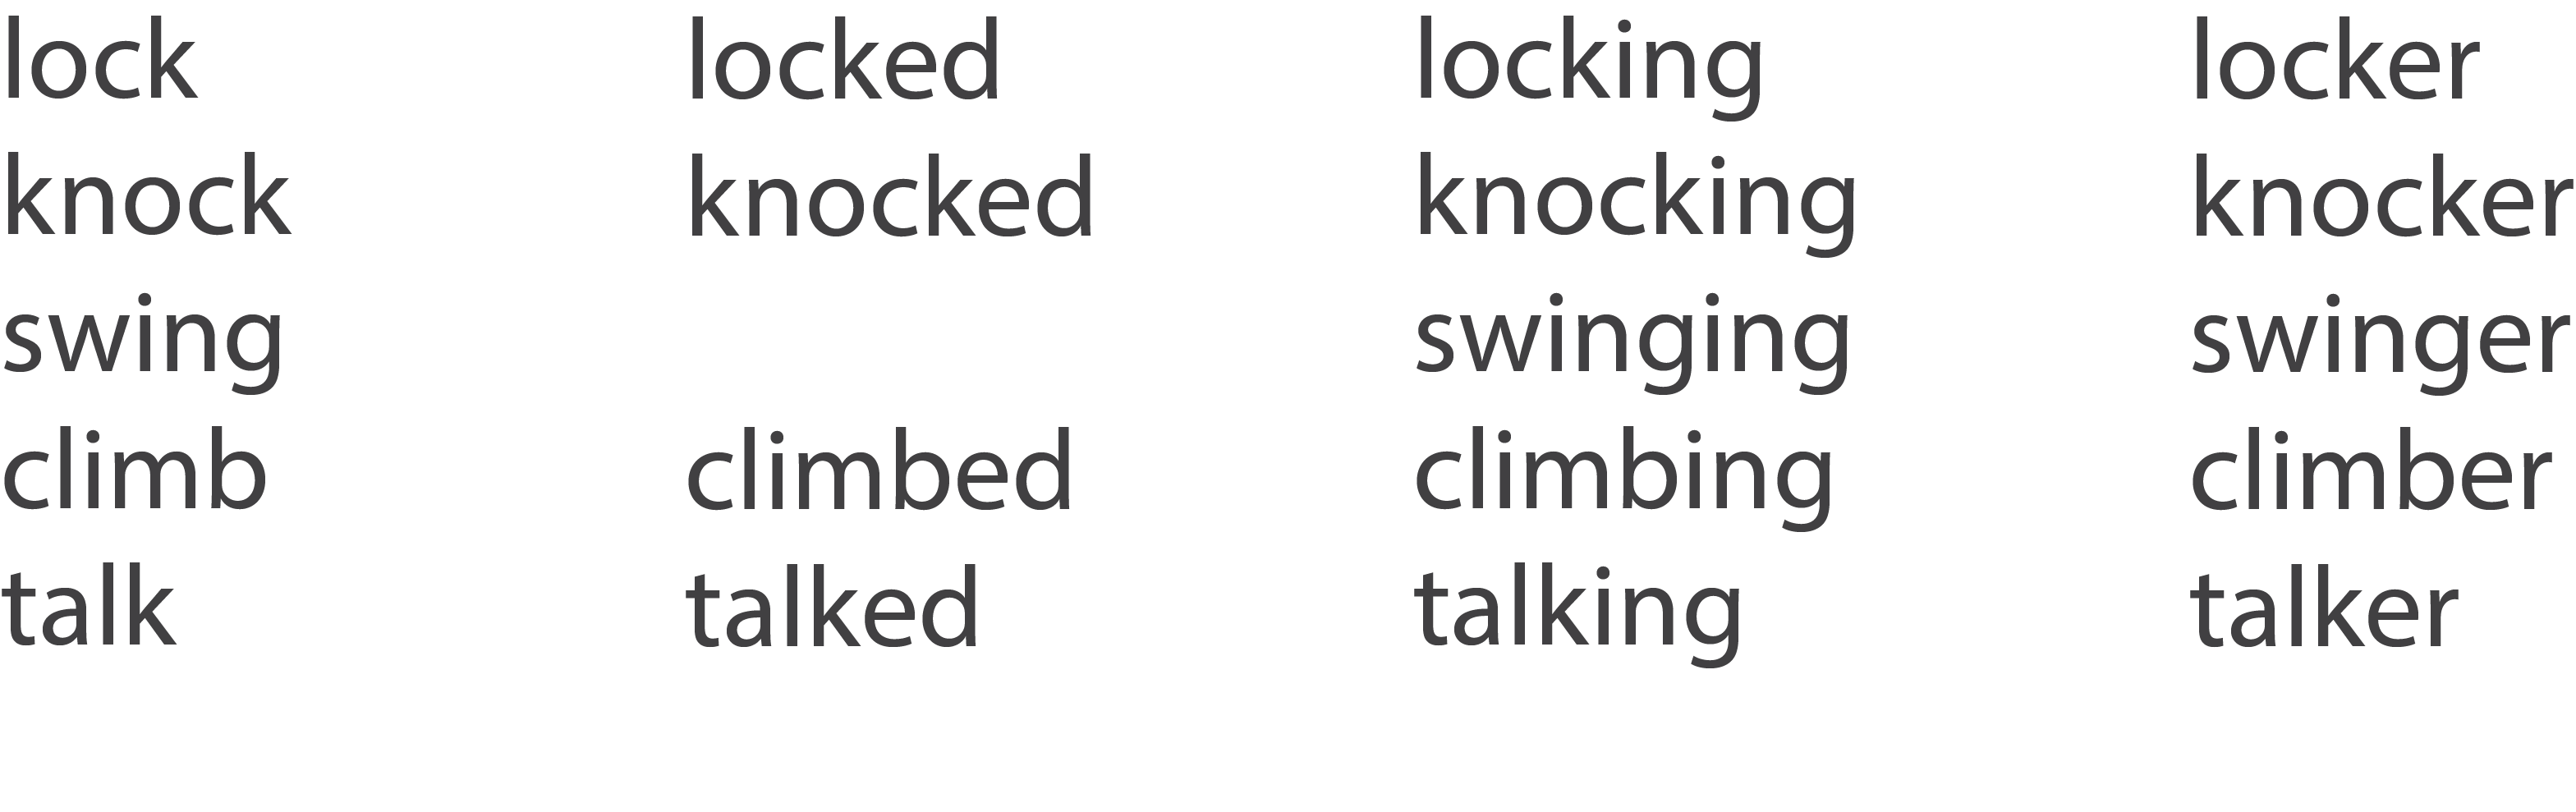 lock locked locking locker
knock knocked knocking knocker
swing swinging swinger
climb climbed climbing climber
talk talked talking talker